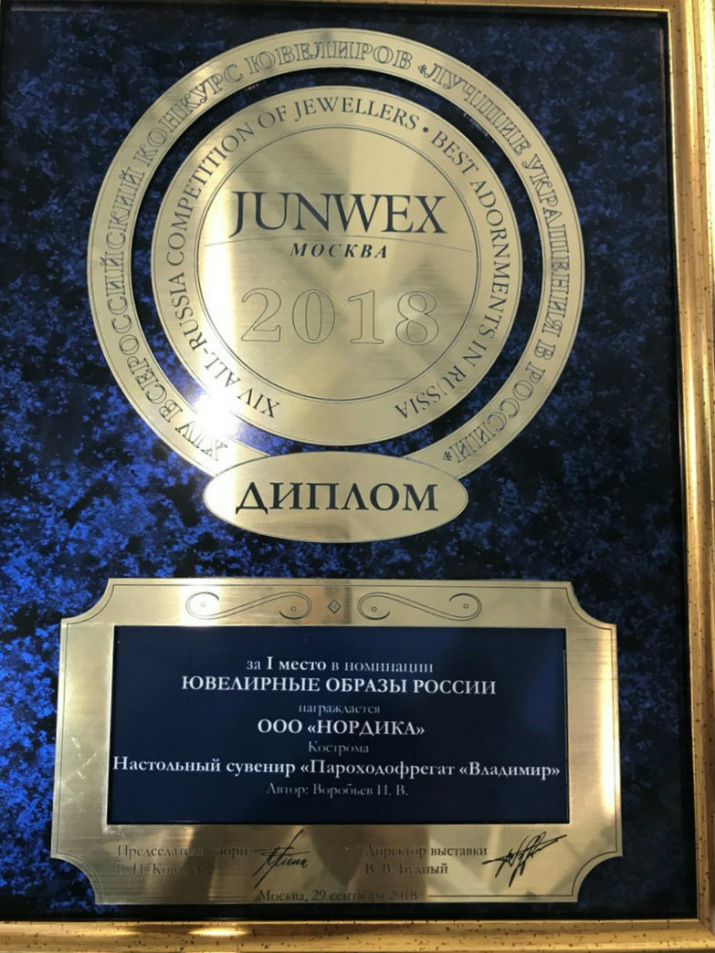 XIV ВСЕРОССИЙСКИЙ КОНКУРС ЮВЕЛИРОВ «ЛУЧШИЕ УКРАШЕНИЯ В РОССИИ»
XIV ALL-RUSSIA COMPETITION OF JEWELLERS • BEST ADORNMENTS IN RUSSIA
JUNWEX
МОСКВА
2018
ДИПЛОМ
за I место в номинации
ЮВЕЛИРНЫЕ ОБРАЗЫ РОССИИ
награждается
ООО «НОРДИКА»
Кострома
Настольный сувенир «Пароходофрегат «Владимир»
Автор: Воробьев И. В.
Председатель жюри
Директор выставки
В. В. Будный
Москва, 29 сентября 2018